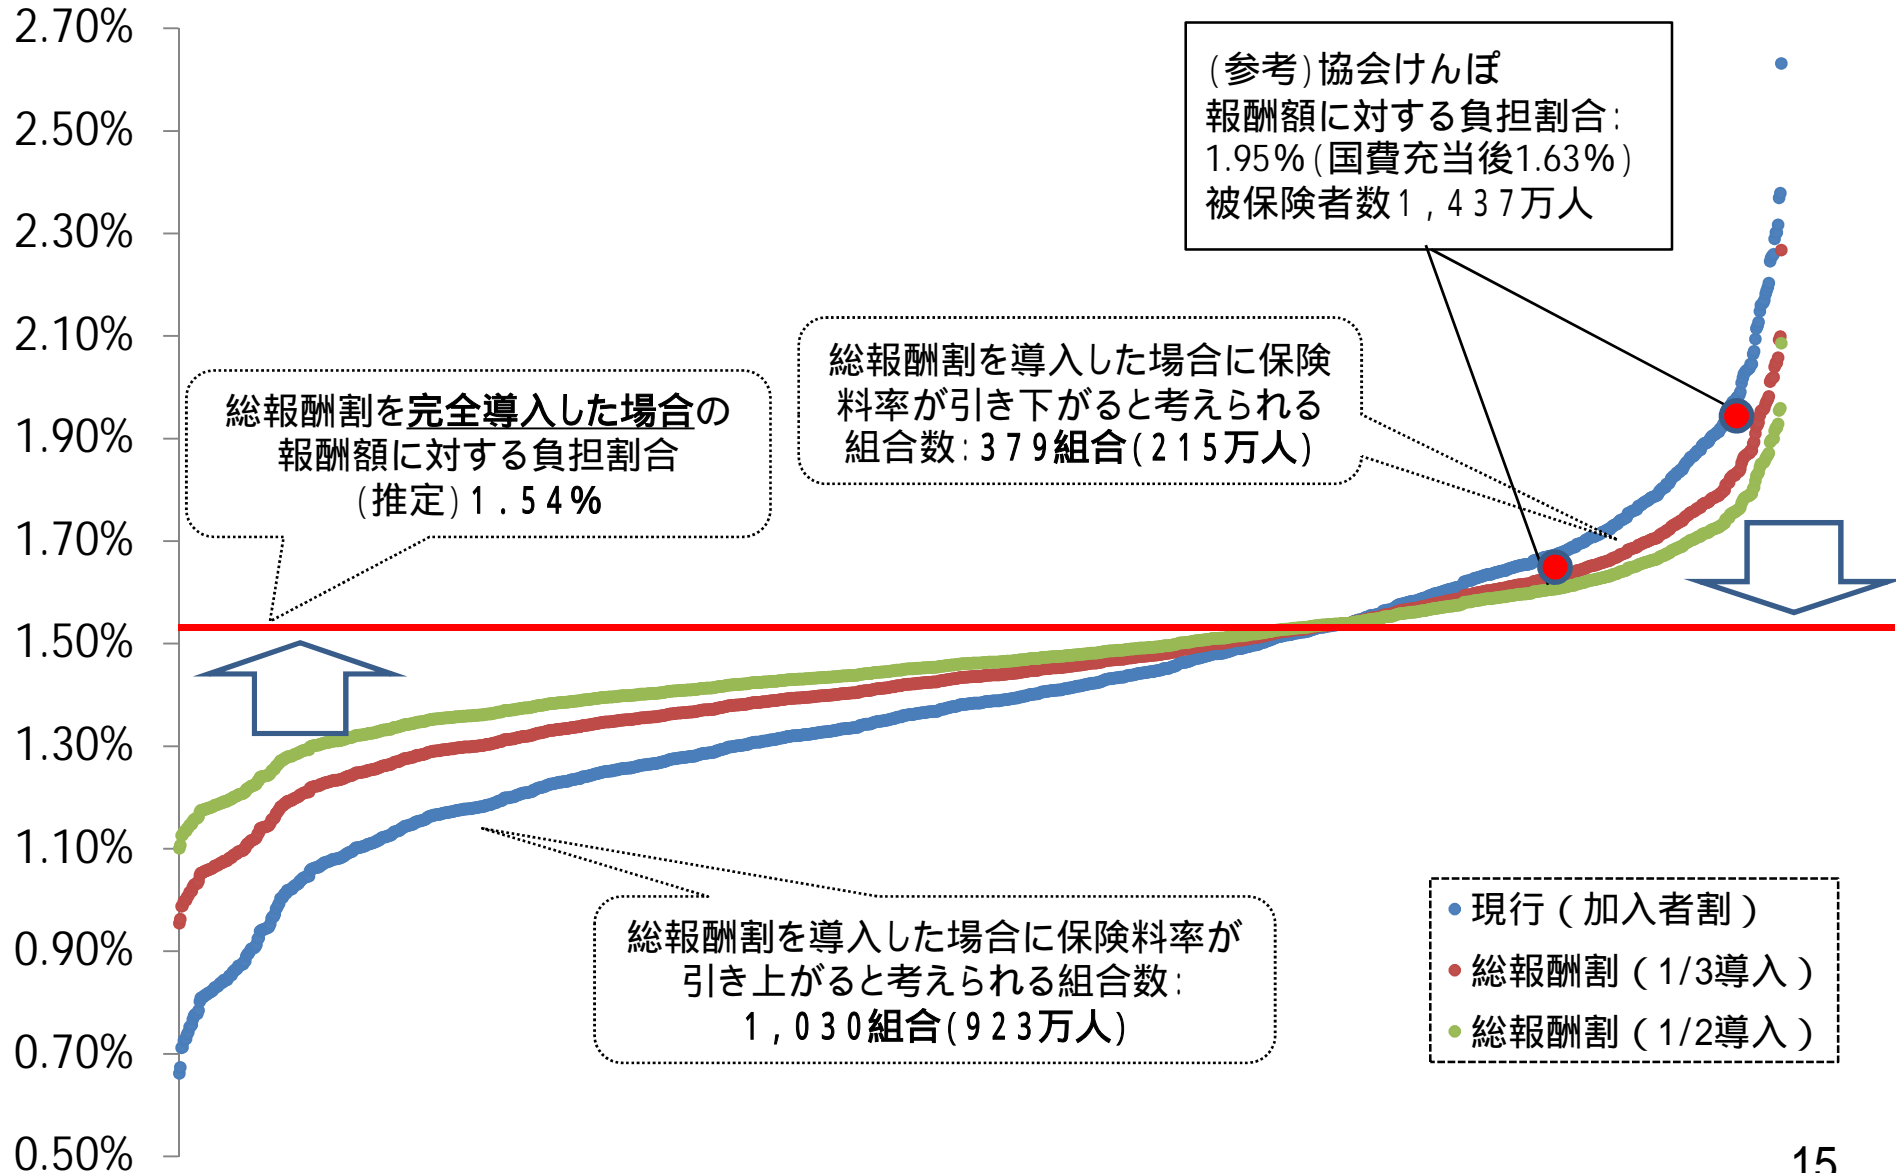 2.70%
2.50%
2.30%
2.10%
1.90%
1.70%
1.50%
1.30%
1.10%
0.90%
0.70%
0.50%
(参考)協会けんぽ
報酬額に対する負担割合:
1.95%(国費充当後1.63%)
被保険者数1,437万人
総報酬割を導入した場合に保険
料率が引き下がると考えられる
組合数:379組合(215万人)
総報酬割を完全導入した場合の
報酬額に対する負担割合
(推定)1.54%
総報酬割を導入した場合に保険料率が
引き上がると考えられる組合数:
1,030組合(923万人)
現行(加入者割)
総報酬割(1/3導入)
総報酬割(1/2導入)
15